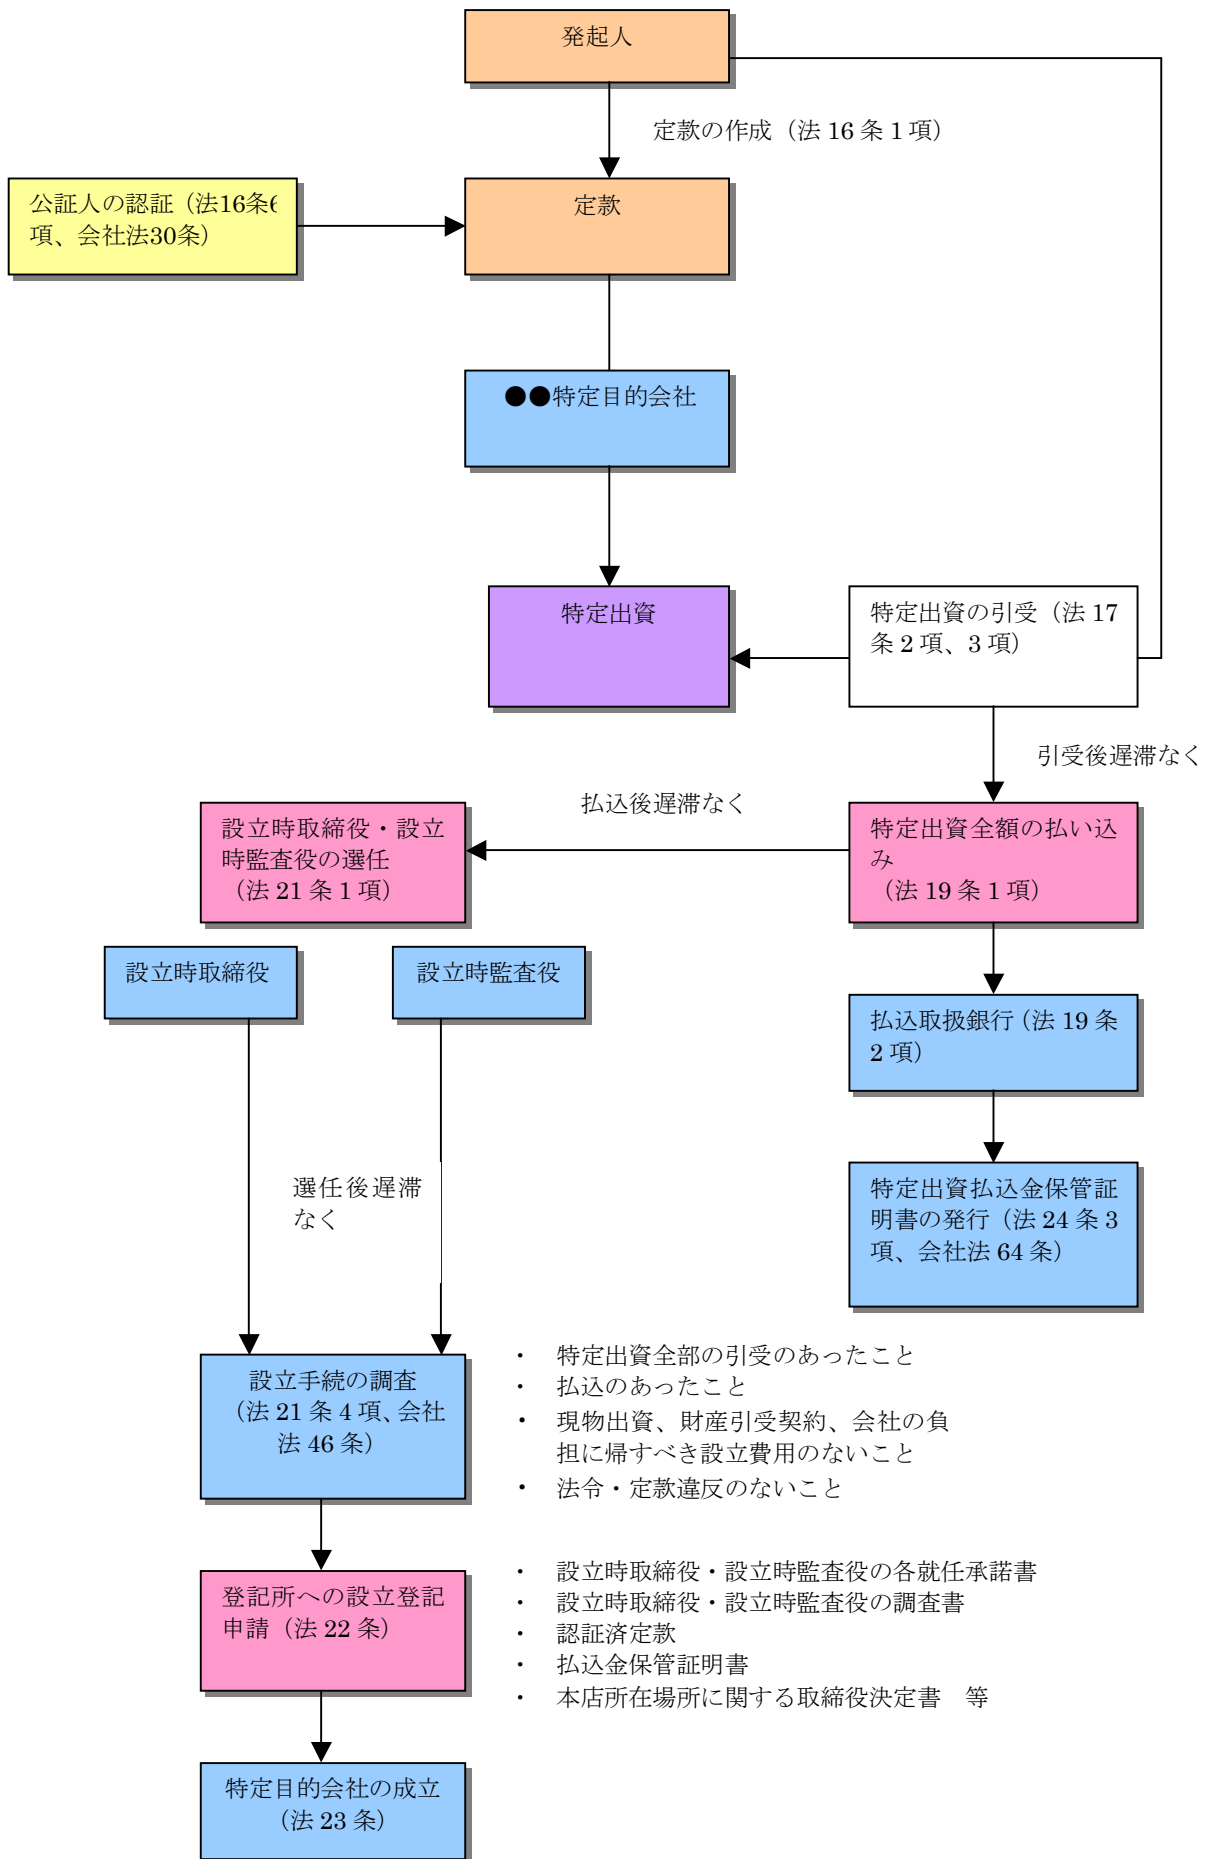 発起人
定款の作成（法 16 条 1 項）
公証人の認証（法16条6
項、会社法30条）
定款
●●特定目的会社
特定出資
特定出資の引受（法 17
条 2 項、3 項）
引受後遅滞なく
払込後遅滞なく
設立時取締役・設立
時監査役の選任
（法 21 条 1 項）
特定出資全額の払い込
み
（法 19 条 1 項）
設立時取締役
設立時監査役
払込取扱銀行（法 19 条
2 項）
選任後遅滞
なく
特定出資払込金保管証
明書の発行（法 24 条 3
項、会社法 64 条）
設立手続の調査
（法 21 条 4 項、会社
法 46 条）
・ 特定出資全部の引受のあったこと
・ 払込のあったこと
・ 現物出資、財産引受契約、会社の負
担に帰すべき設立費用のないこと
・ 法令・定款違反のないこと
登記所への設立登記
申請（法 22 条）
・ 設立時取締役・設立時監査役の各就任承諾書
・ 設立時取締役・設立時監査役の調査書
・ 認証済定款
・ 払込金保管証明書
・ 本店所在場所に関する取締役決定書　等
特定目的会社の成立
（法 23 条）